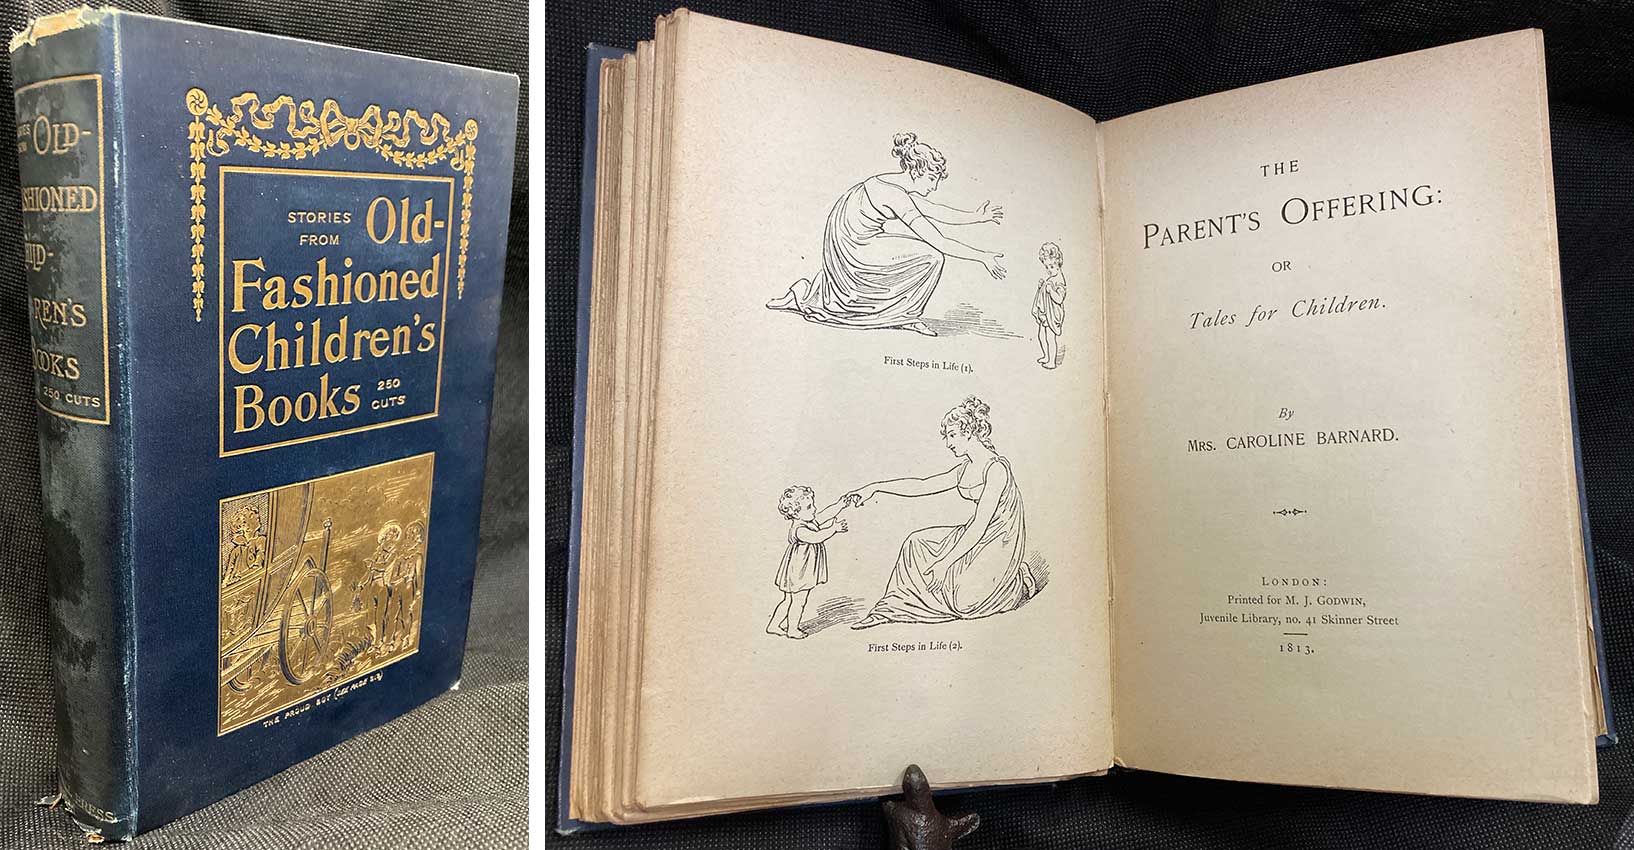 OLD-
SHIONED
REN'S
BOOKS
250 CUTS
PRESS
STORIES
FROM
Old-
Fashioned
Children's
Books
250
CUTS
THE PROUD BOY
First Steps in Life (1).
First Steps in Life (2).
THE
PARENT'S OFFERING:
OR
Tales for Children.
By
MRS. CAROLINE BARNARD.
LONDON:
Printed for M. J. GODWIN,
Juvenile Library, no. 41 Skinner Street
1813.